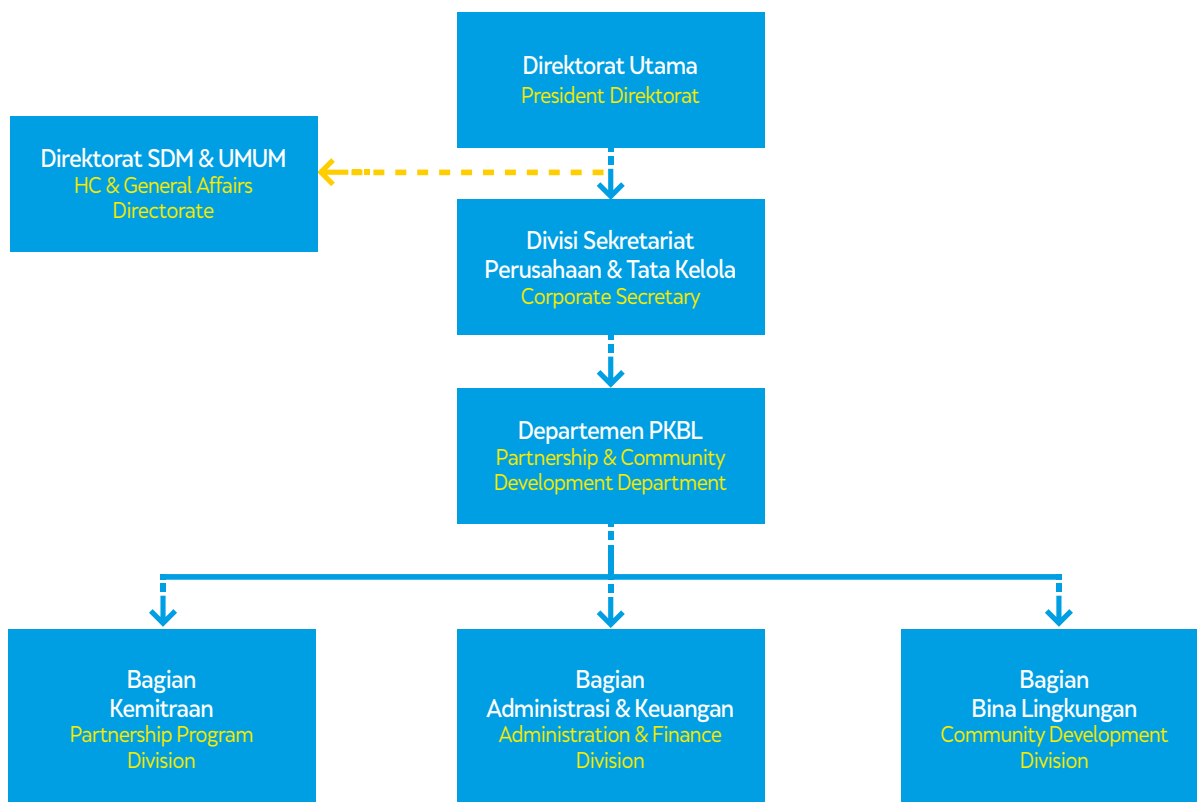 Direktorat Utama
President Direktorat
Direktorat SDM & UMUM
HC & General Affairs
Directorate
Divisi Sekretariat
Perusahaan & Tata Kelola
Corporate Secretary
Departemen PKBL
Partnership & Community
Development Department
Bagian
Kemitraan
Partnership Program
Division
Bagian
Administrasi & Keuangan
Administration & Finance
Division
Bagian
Bina Lingkungan
Community Development
Division